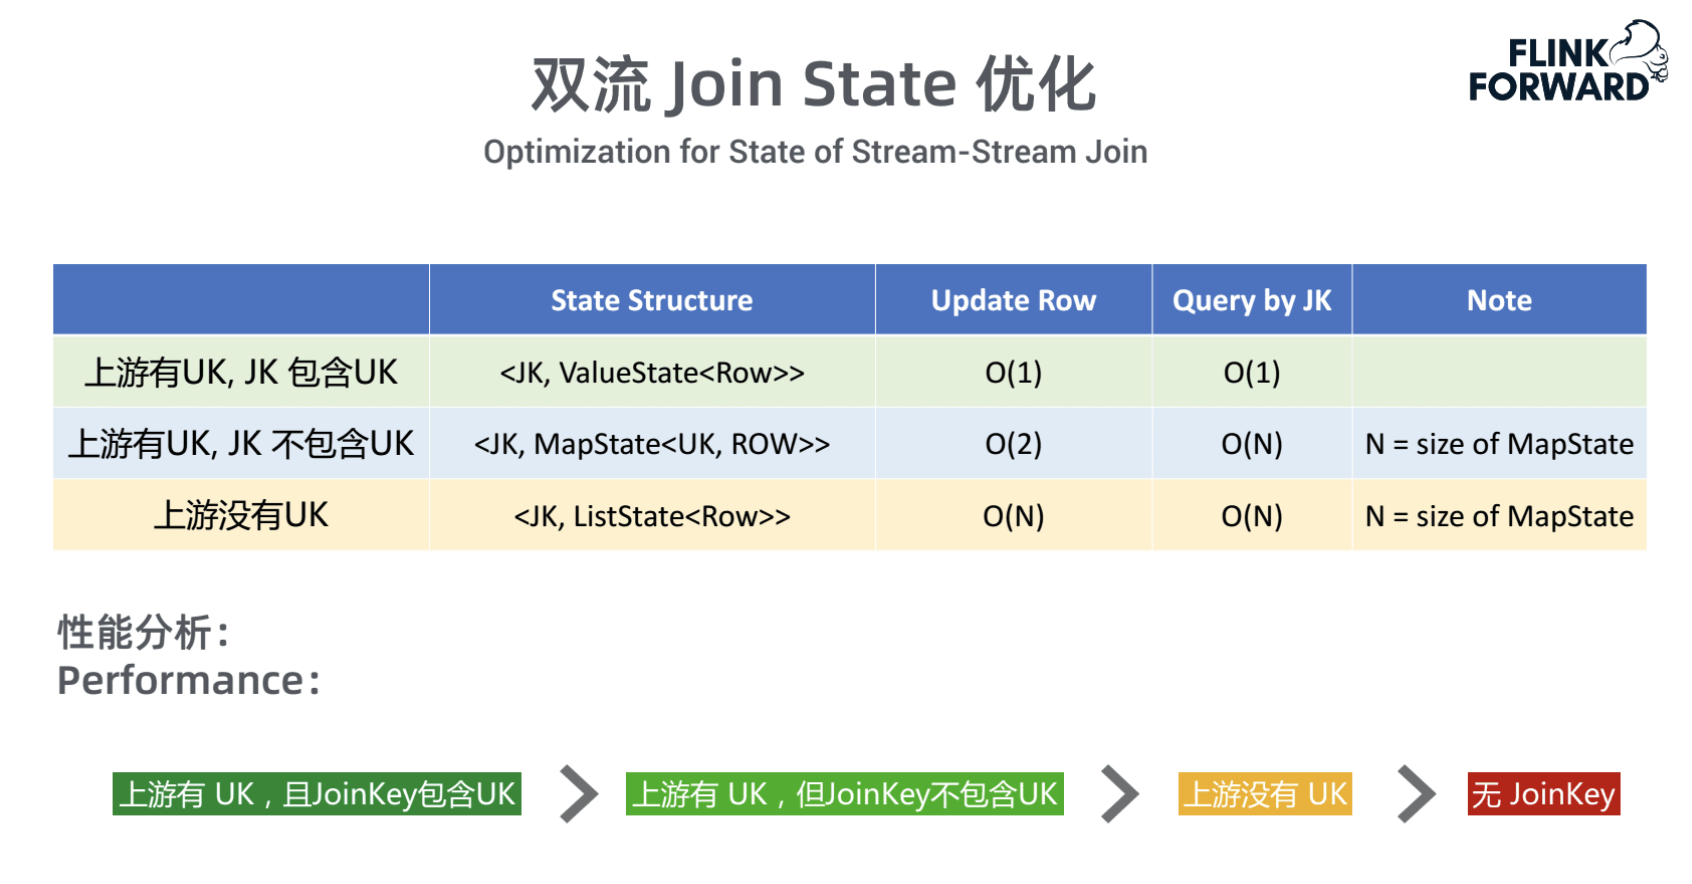 双流 Join State 优化
FLINK
FORWARD
Optimization for State of Stream-Stream Join
State Structure Update Row Query by JK Note
上游有UK, JK 包含UK <JK, ValueState<Row>> O(1) O(1)
上游有UK, JK 不包含UK <JK, MapState<UK, ROW>> O(2) O(N) N = size of MapState
上游没有UK <JK, ListState<Row>> O(N) O(N) N = size of MapState
性能分析：
Performance：
上游有 UK，且JoinKey包含UK 上游有 UK，但JoinKey不包含UK 上游没有 UK 无 JoinKey